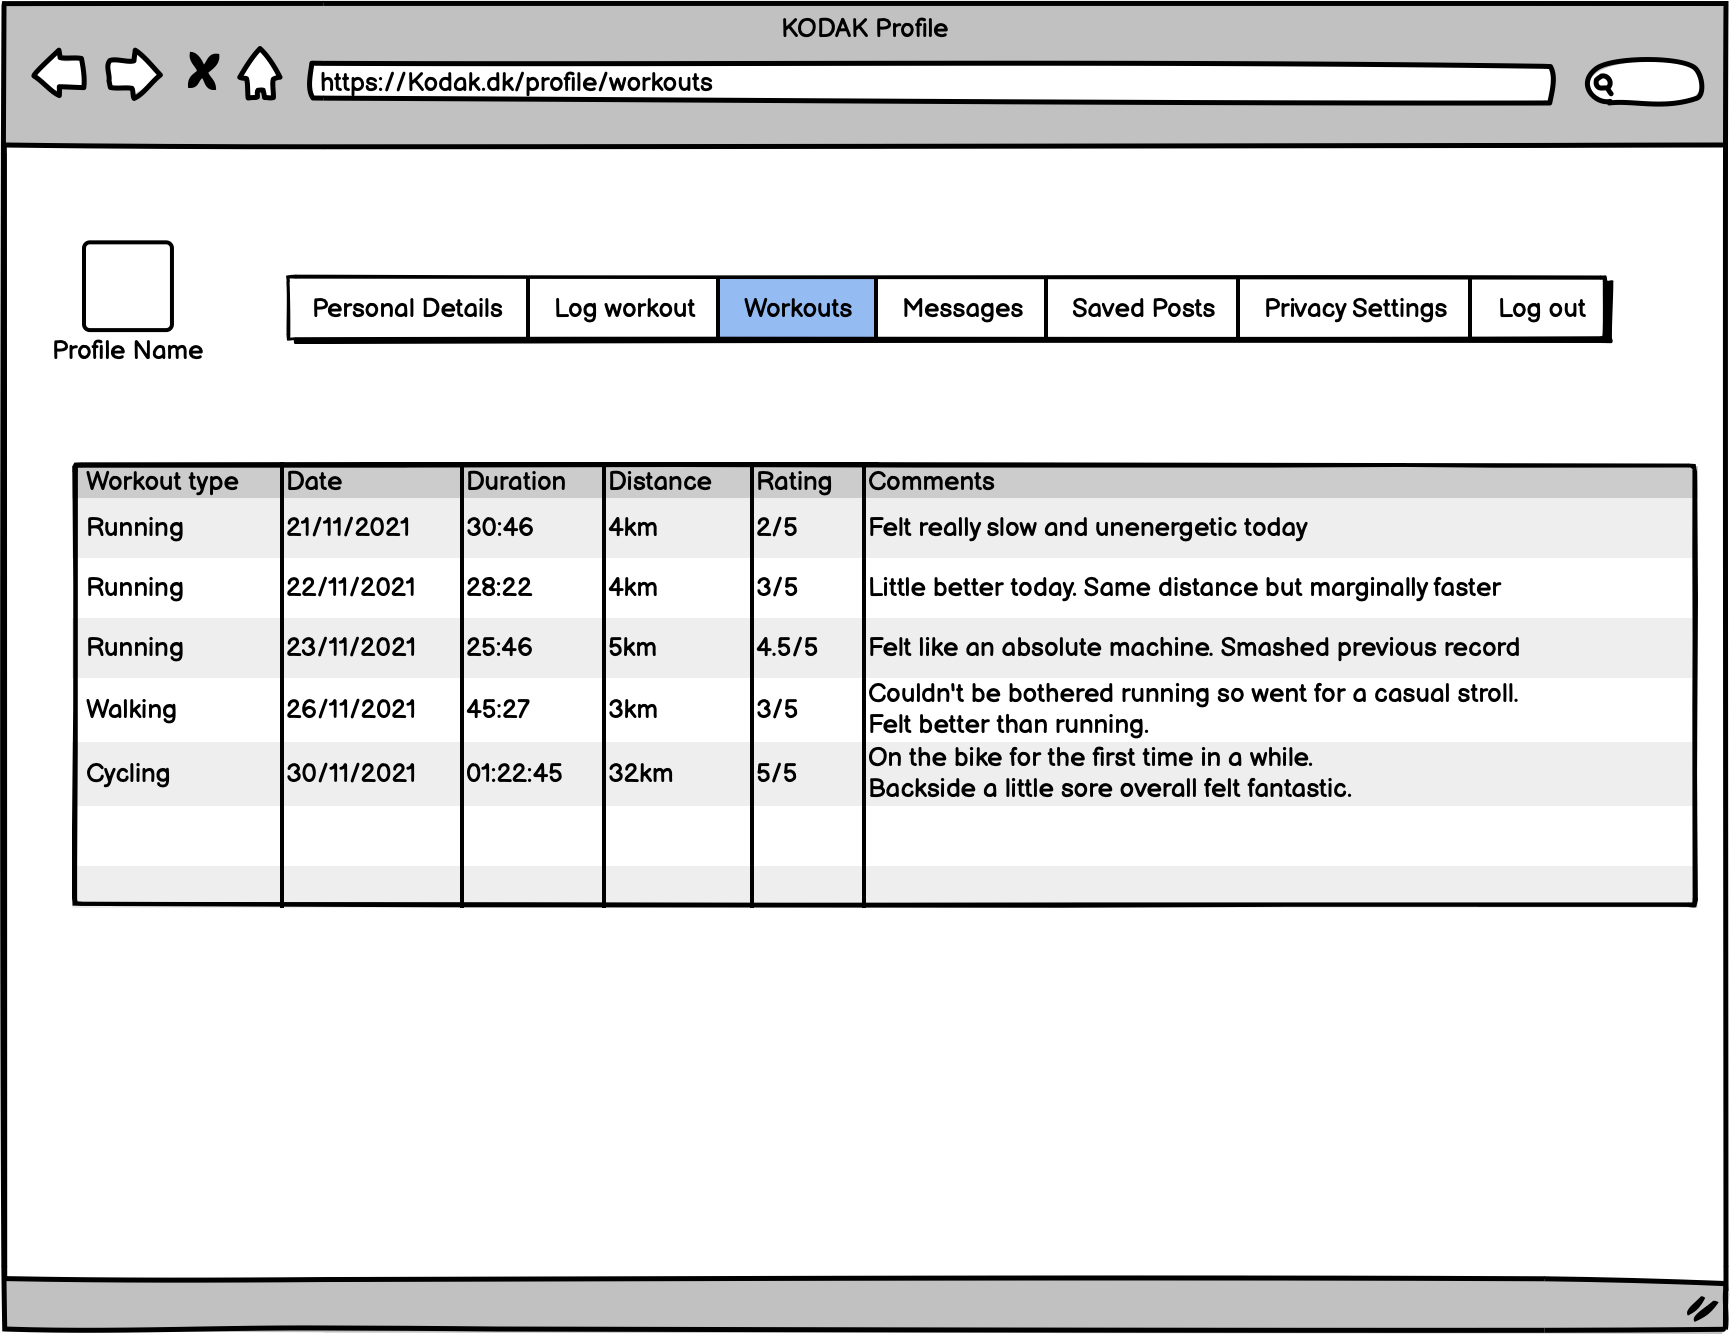 KODAK Profile
https://Kodak.dk/profile/workouts
Profile Name
Personal Details Log workout Workouts Messages Saved Posts Privacy Settings Log out
Workout type Date Duration Distance Rating Comments
Running 21/11/2021 30:46 4km 2/5 Felt really slow and unenergetic today
Running 22/11/2021 28:22 4km 3/5 Little better today. Same distance but marginally faster
Running 23/11/2021 25:46 5km 4.5/5 Felt like an absolute machine. Smashed previous record
Walking 26/11/2021 45:27 3km 3/5 Couldn't be bothered running so went for a casual stroll.
Felt better than running.
Cycling 30/11/2021 01:22:45 32km 5/5 On the bike for the first time in a while.
Backside a little sore overall felt fantastic.